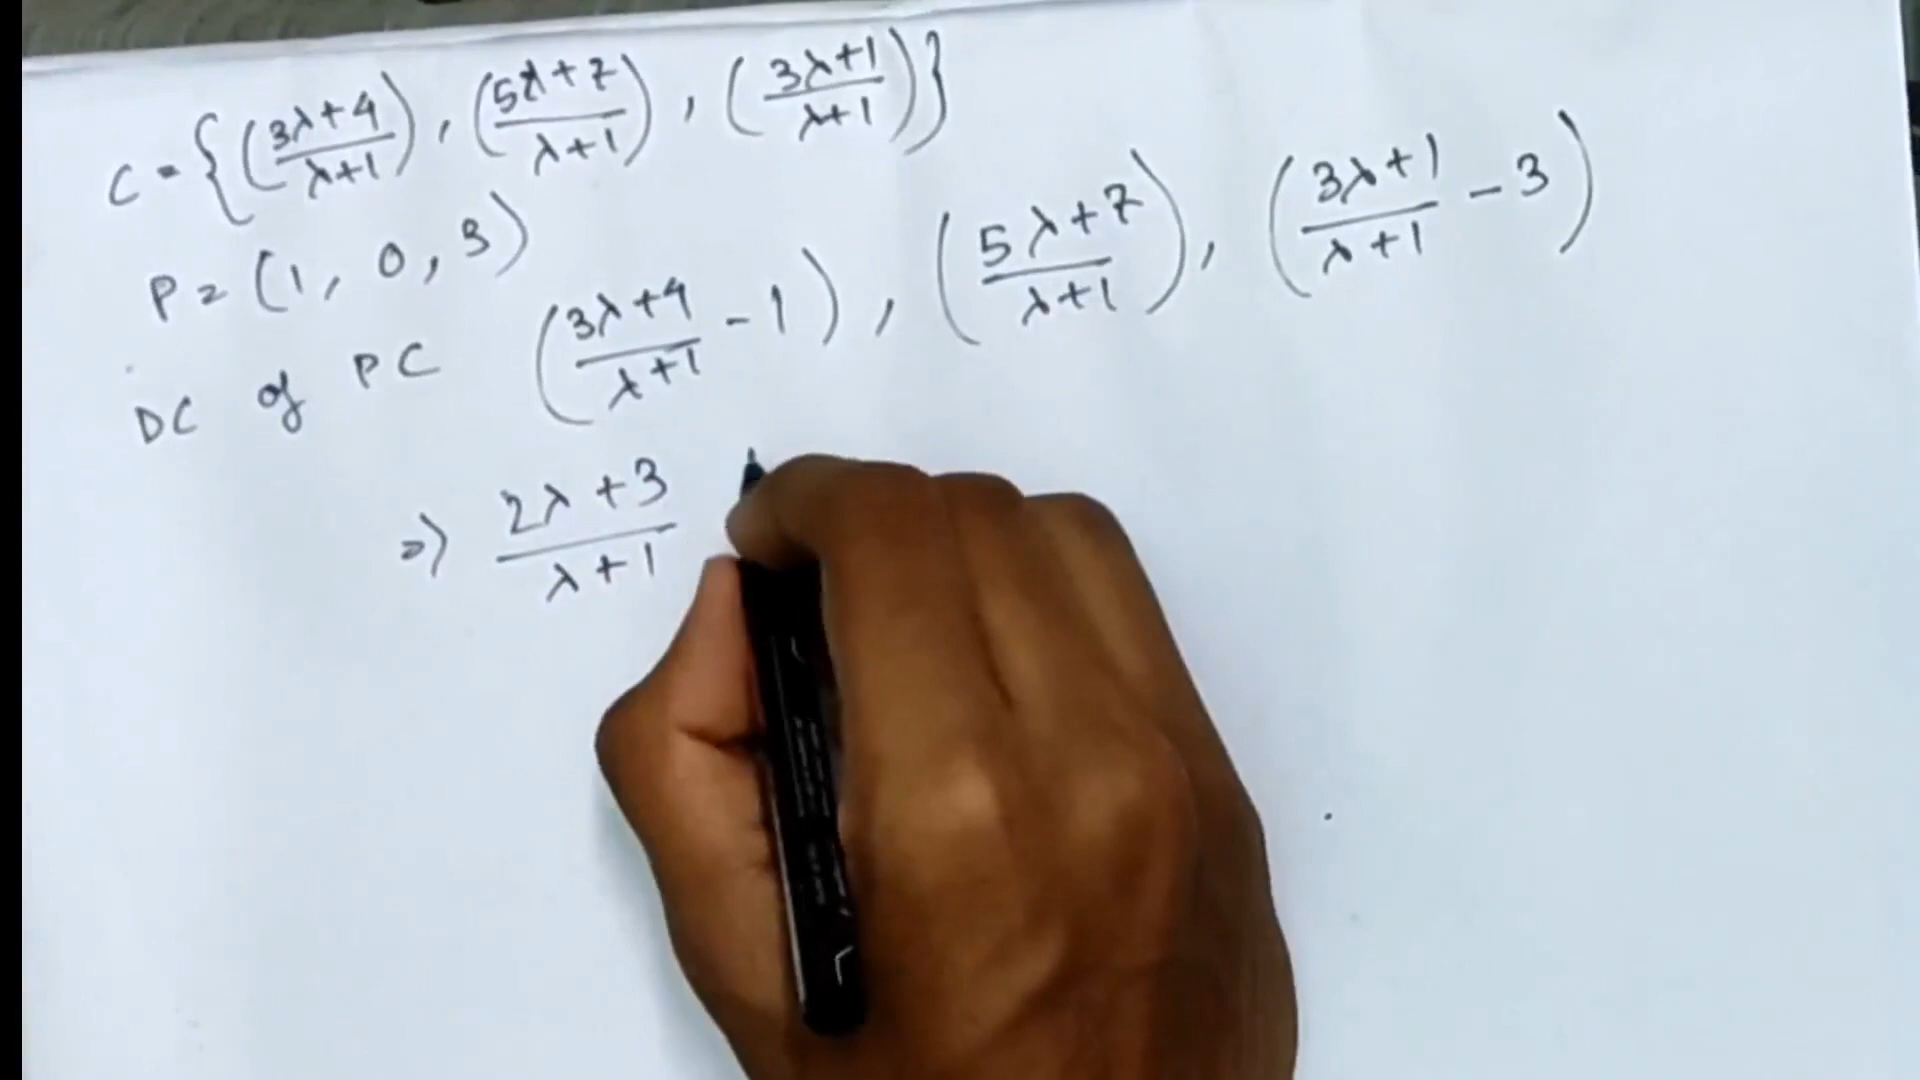 C = {(3λ+4/λ+1), (5λ+7/λ+1), (3λ+1/λ+1)}
P = (1, 0, 3)
DC of PC (3λ+4/λ+1 - 1), (5λ+7/λ+1), (3λ+1/λ+1 - 3)
⇒ 2λ+3/λ+1